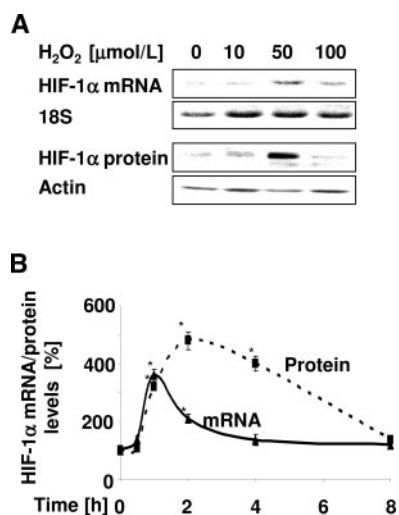 A
H₂O₂ [μmol/L] 0 10 50 100
HIF-1α mRNA
18S
HIF-1α protein
Actin
B
HIF-1α mRNA/protein
levels [%]
600
400
200
0
*
*
*
*
*
Protein
mRNA
Time [h] 0 2 4 8